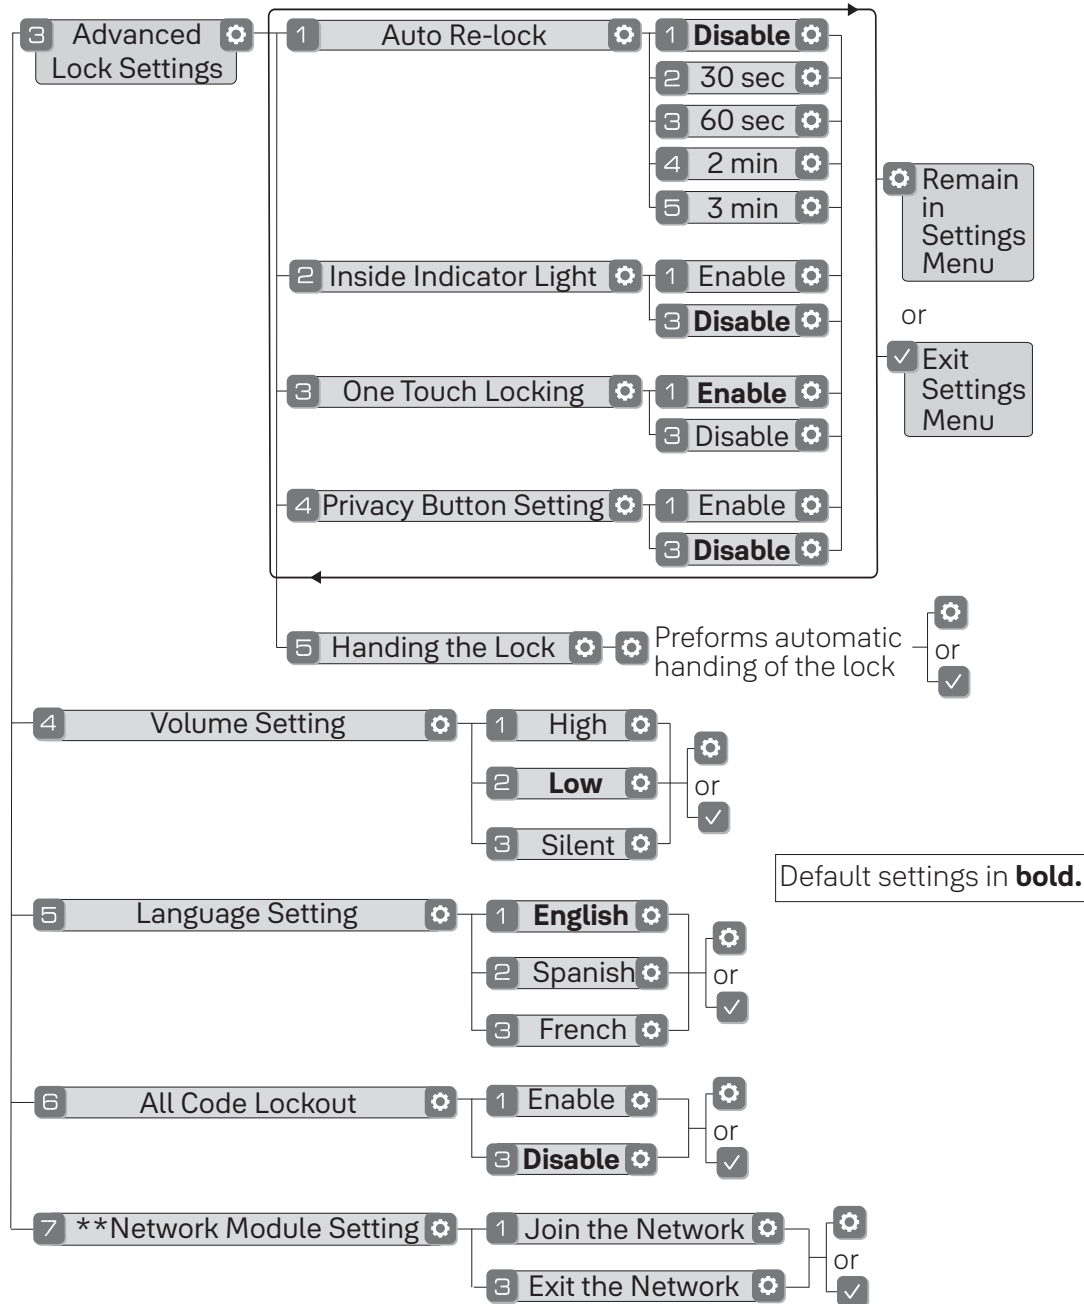 3 Advanced
Lock Settings
1 Auto Re-lock
1 Disable
2 30 sec
3 60 sec
4 2 min
5 3 min
2 Inside Indicator Light
1 Enable
3 Disable
3 One Touch Locking
1 Enable
3 Disable
4 Privacy Button Setting
1 Enable
3 Disable
Remain
in
Settings
Menu
or
Exit
Settings
Menu
5 Handing the Lock
Preforms automatic
handing of the lock
or
4 Volume Setting
1 High
2 Low
3 Silent
or
Default settings in bold.
5 Language Setting
1 English
2 Spanish
3 French
or
6 All Code Lockout
1 Enable
3 Disable
or
7 **Network Module Setting
1 Join the Network
3 Exit the Network
or